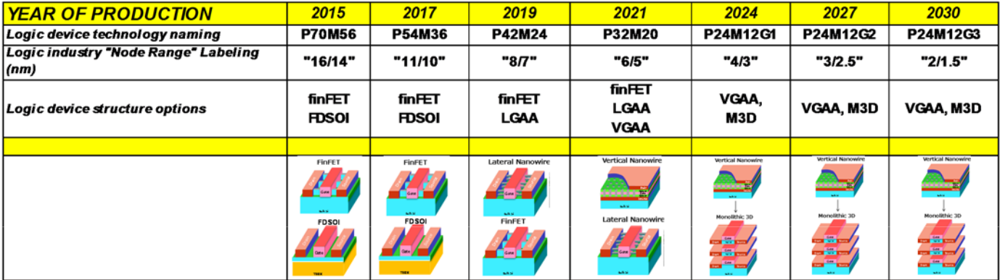 YEAR OF PRODUCTION 2015 2017 2019 2021 2024 2027 2030
Logic device technology naming P70M56 P54M36 P42M24 P32M20 P24M12G1 P24M12G2 P24M12G3
Logic industry "Node Range" Labeling (nm) "16/14" "11/10" "8/7" "6/5" "4/3" "3/2.5" "2/1.5"
Logic device structure options finFET FDSOI finFET FDSOI finFET LGAA finFET LGAA VGAA VGAA, M3D VGAA, M3D VGAA, M3D
FinFET FinFET Lateral Nanowire Vertical Nanowire Vertical Nanowire Vertical Nanowire Vertical Nanowire
Gate Gate Gate
Monolithic 3D Monolithic 3D Monolithic 3D
FDSOI FDSOI FinFET Lateral Nanowire
Gate Gate Gate Gate